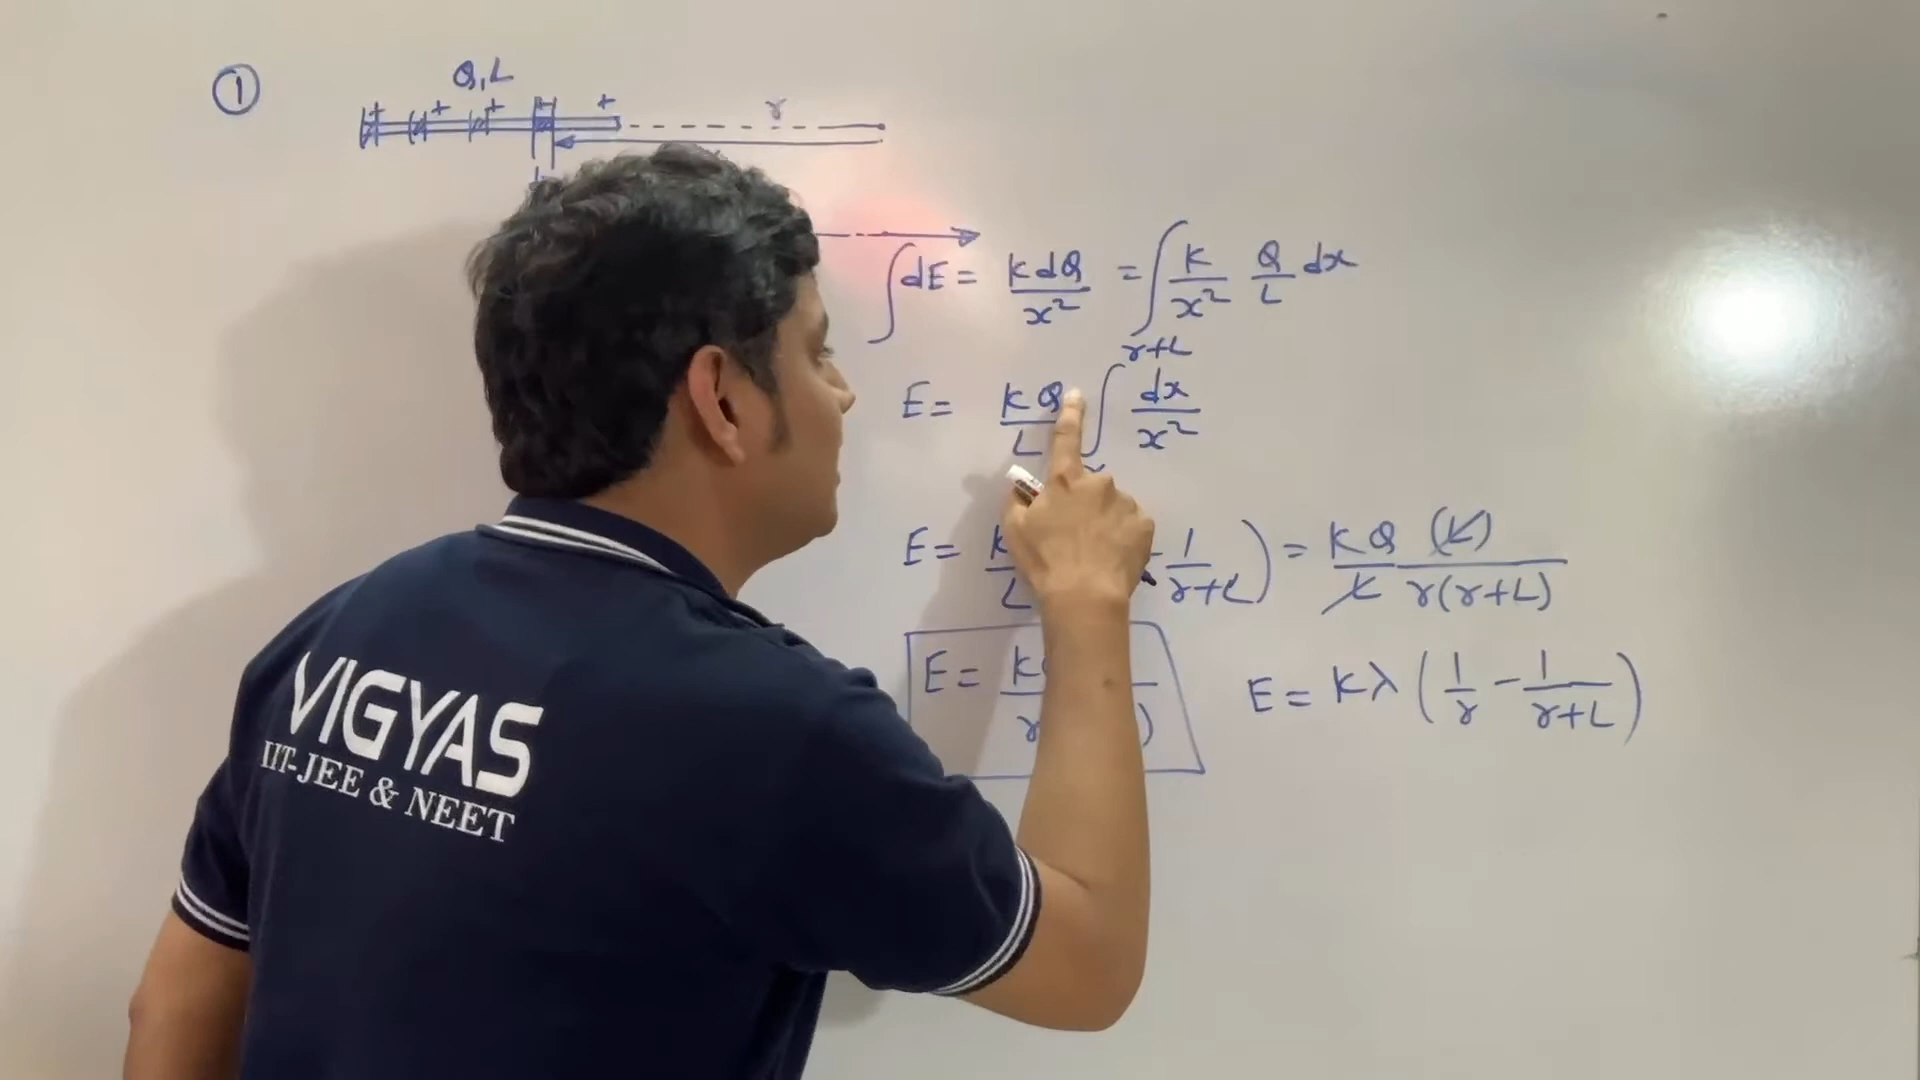 ① Q, L
+ + + + +
r
∫dE = KdQ/x² = ∫ K/x² Q/L dx
E = KQ/L ∫ r+L dx/x²
E = L - 1/r+L) = KQ (L)/L r(r+L)
E = K r )
E = Kλ (1/r - 1/r+L)
VIGYAS
IIT-JEE & NEET